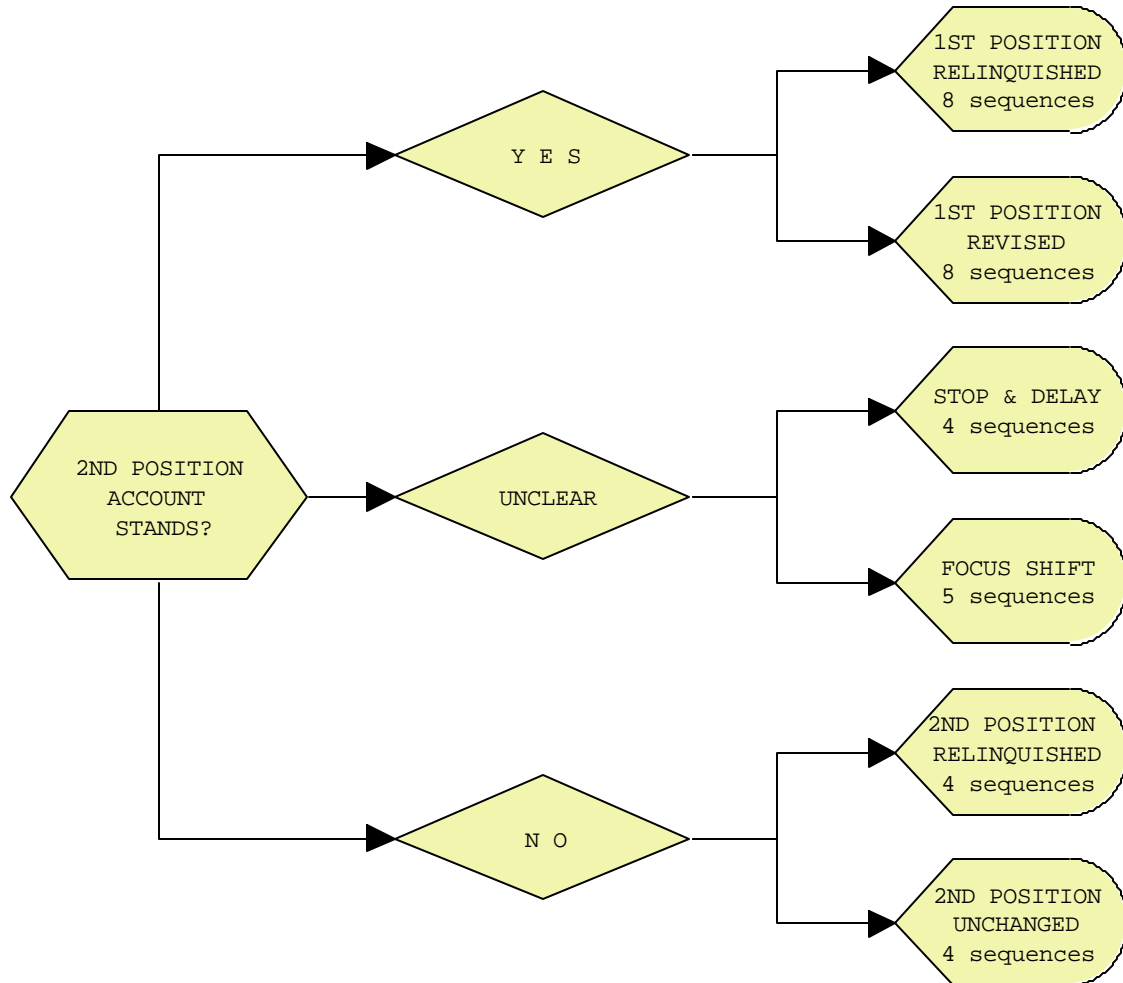 2ND POSITION
ACCOUNT
STANDS?
Y E S
1ST POSITION
RELINQUISHED
8 sequences
1ST POSITION
REVISED
8 sequences
UNCLEAR
STOP & DELAY
4 sequences
FOCUS SHIFT
5 sequences
N O
2ND POSITION
RELINQUISHED
4 sequences
2ND POSITION
UNCHANGED
4 sequences